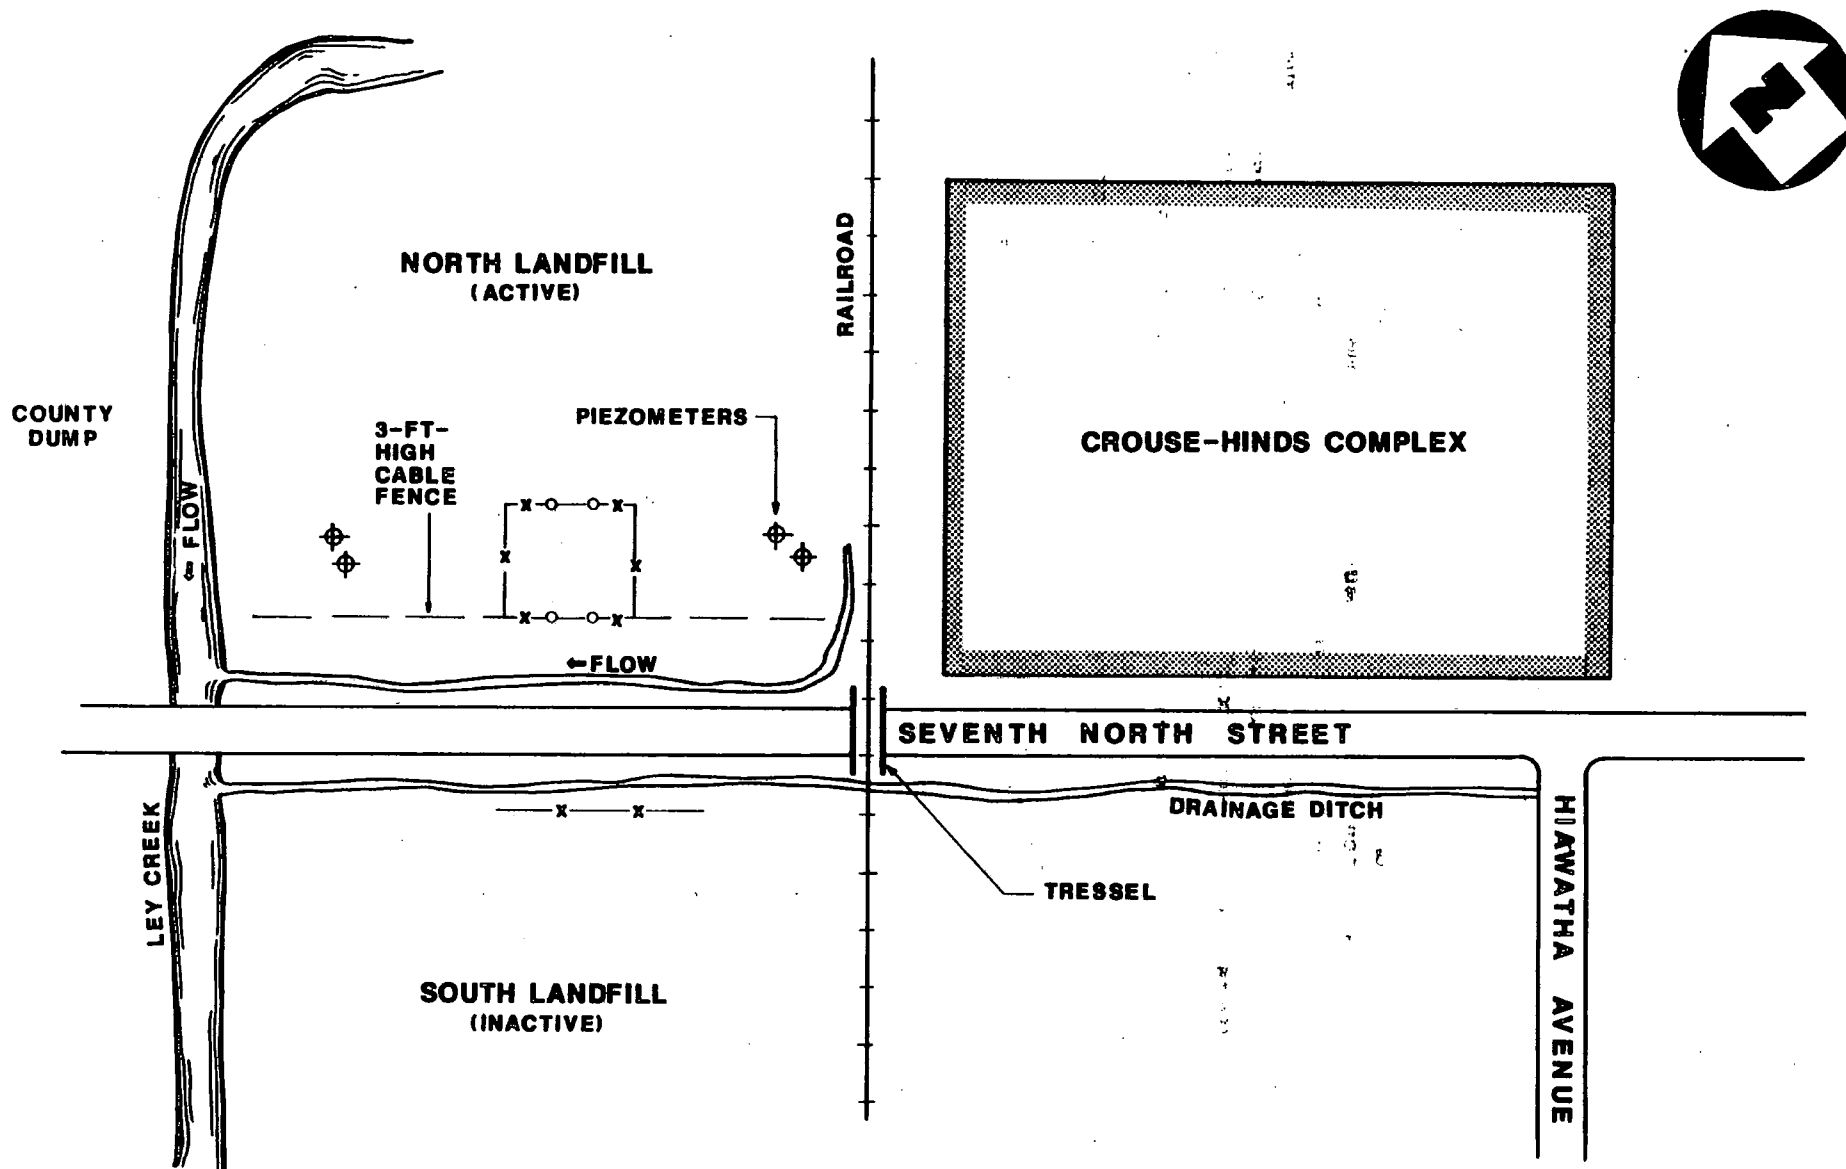 N
NORTH LANDFILL
(ACTIVE)
RAILROAD
COUNTY
DUMP
3-FT-
HIGH
CABLE
FENCE
PIEZOMETERS
CROUSE-HINDS COMPLEX
⇐ FLOW
⇐FLOW
SEVENTH NORTH STREET
DRAINAGE DITCH
LEY CREEK
TRESSEL
HIAWATHA AVENUE
SOUTH LANDFILL
(INACTIVE)